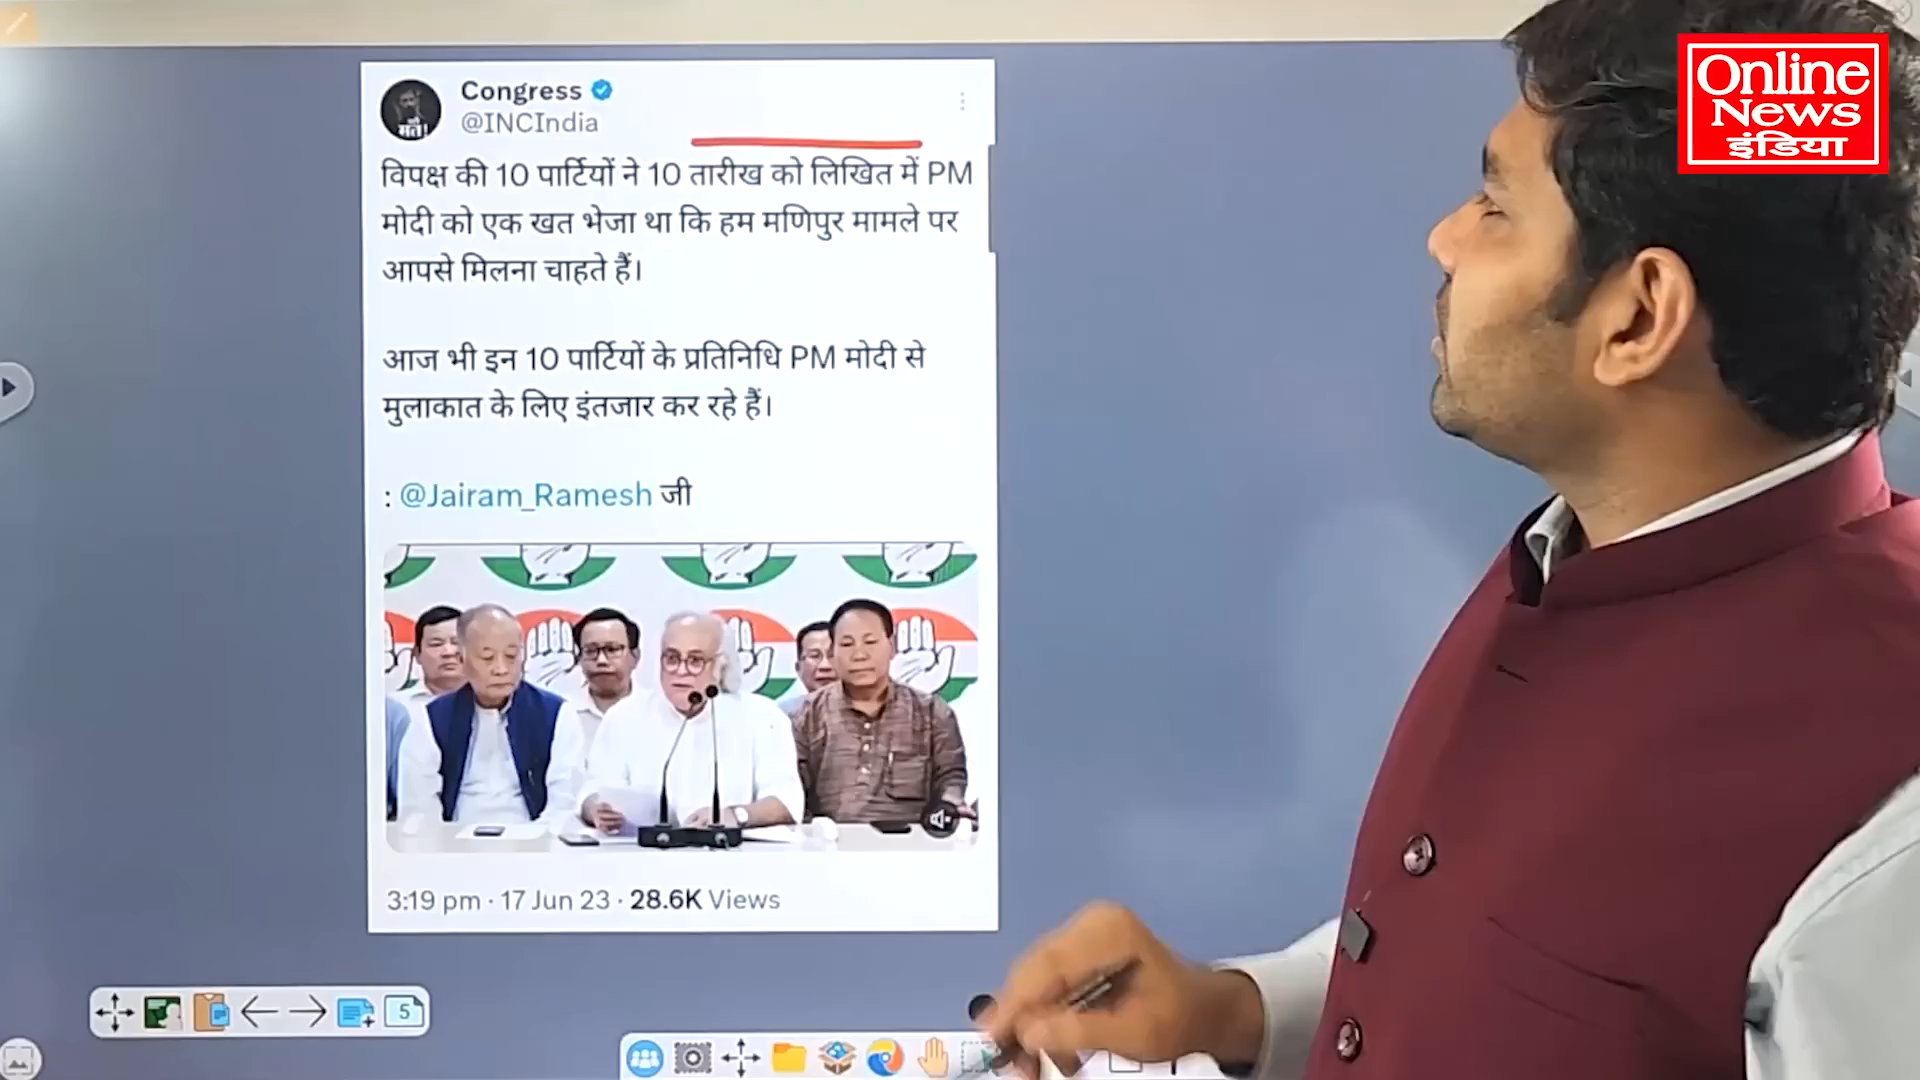 Online
News
इंडिया
Congress
@INCIndia
विपक्ष की 10 पार्टियों ने 10 तारीख को लिखित में PM
मोदी को एक खत भेजा था कि हम मणिपुर मामले पर
आपसे मिलना चाहते हैं।
आज भी इन 10 पार्टियों के प्रतिनिधि PM मोदी से
मुलाकात के लिए इंतजार कर रहे हैं।
: @Jairam_Ramesh जी
3:19 pm · 17 Jun 23 · 28.6K Views
5